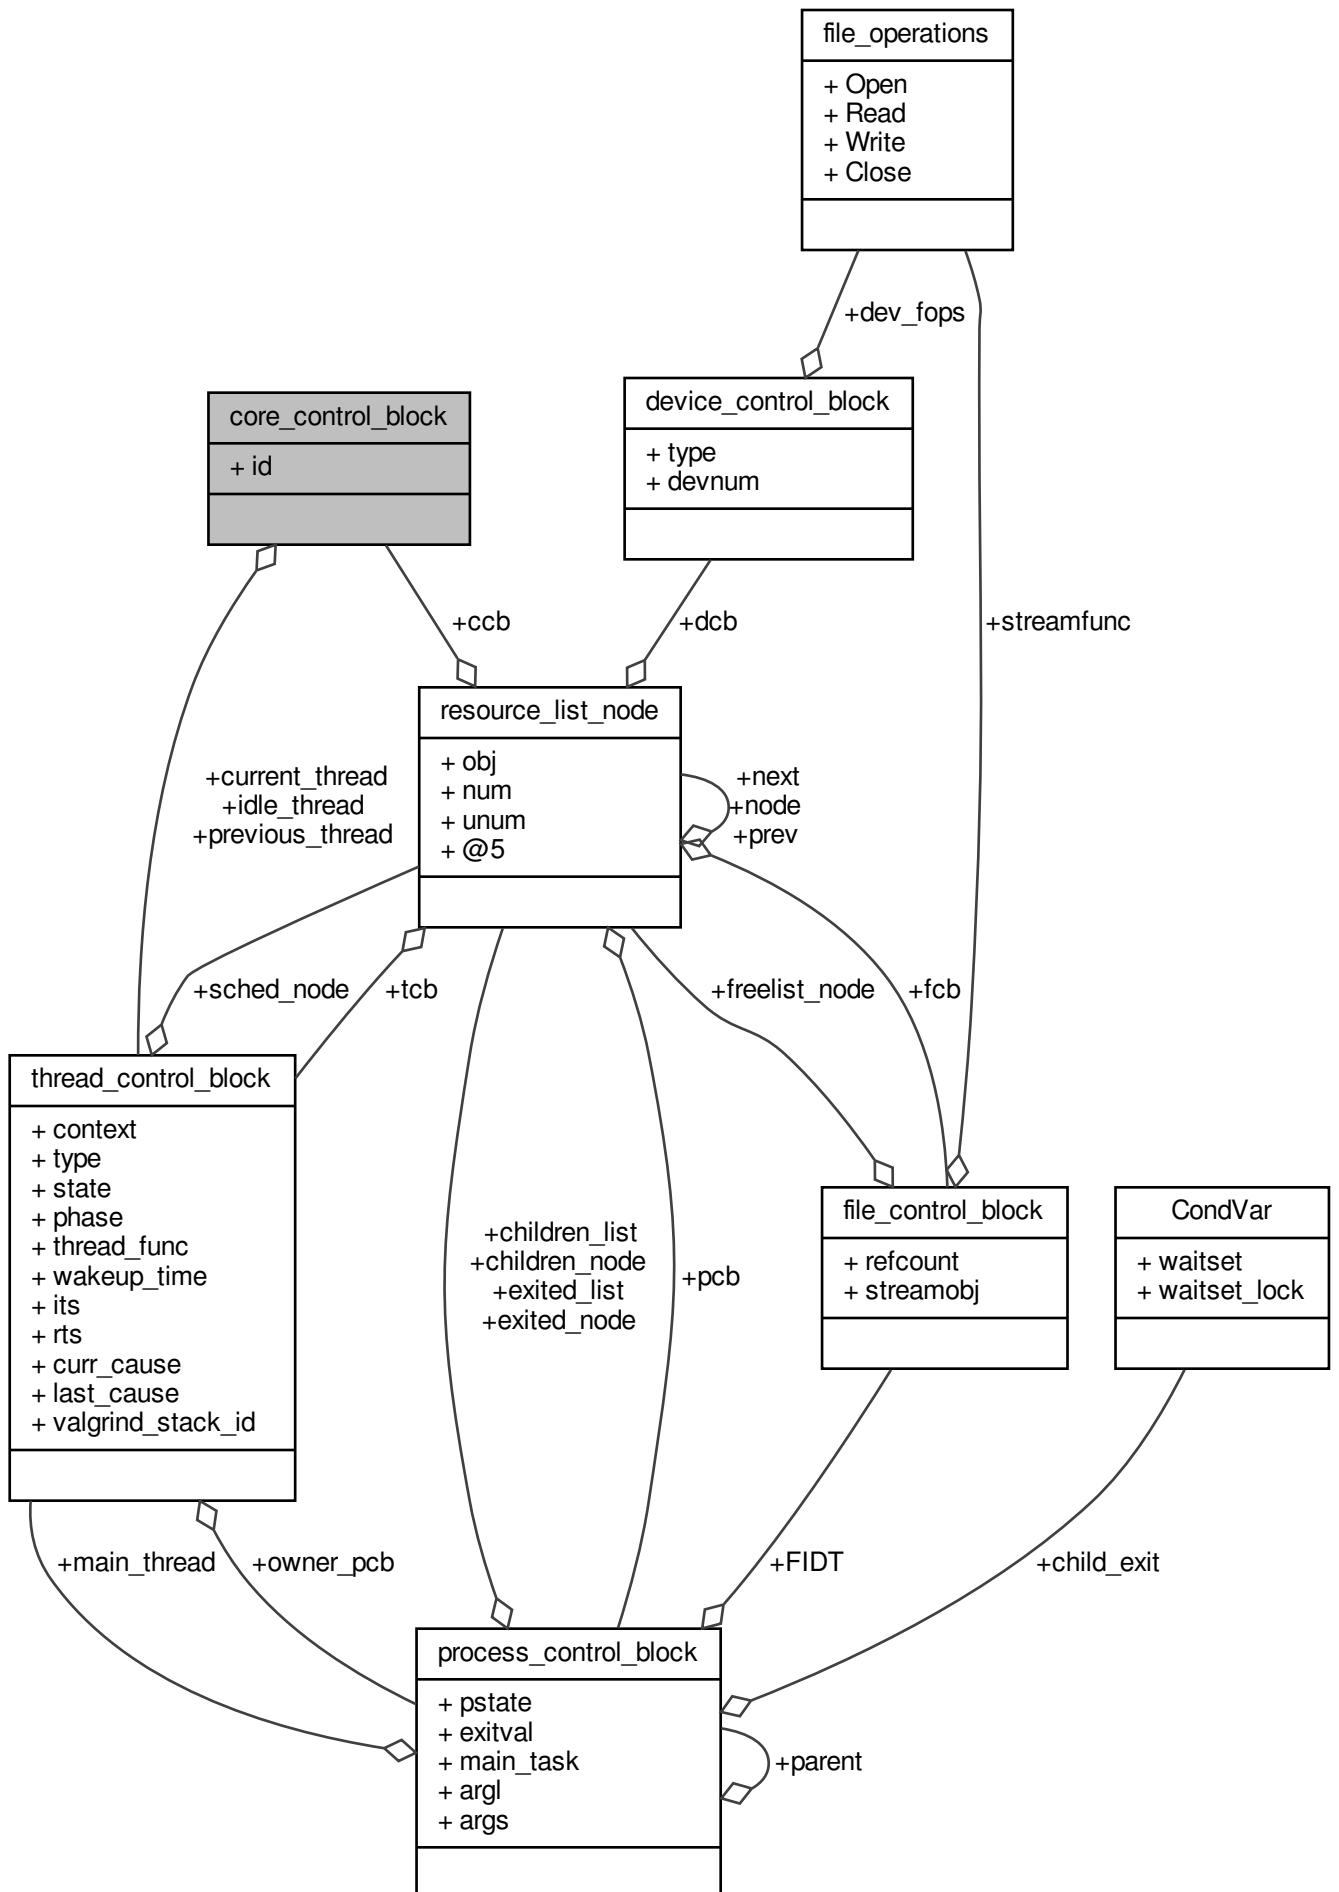 file_operations
+ Open
+ Read
+ Write
+ Close
+dev_fops
core_control_block
+ id
device_control_block
+ type
+ devnum
+ccb
+dcb
+streamfunc
resource_list_node
+ obj
+ num
+ unum
+ @5
+next
+node
+prev
+current_thread
+idle_thread
+previous_thread
+sched_node
+tcb
+freelist_node
+fcb
thread_control_block
+ context
+ type
+ state
+ phase
+ thread_func
+ wakeup_time
+ its
+ rts
+ curr_cause
+ last_cause
+ valgrind_stack_id
+children_list
+children_node
+exited_list
+exited_node
+pcb
file_control_block
+ refcount
+ streamobj
CondVar
+ waitset
+ waitset_lock
+main_thread
+owner_pcb
+FIDT
+child_exit
process_control_block
+ pstate
+ exitval
+ main_task
+ argl
+ args
+parent